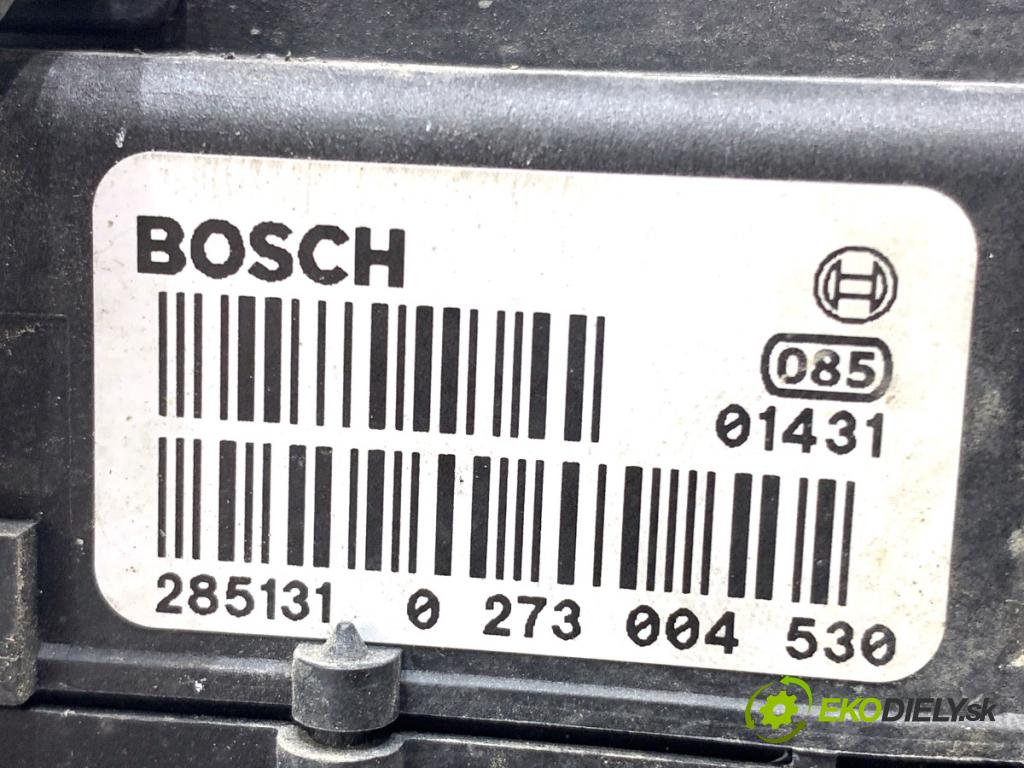 BOSCH
085
01431
285131 0 273 004 530
EKODIELY.sk